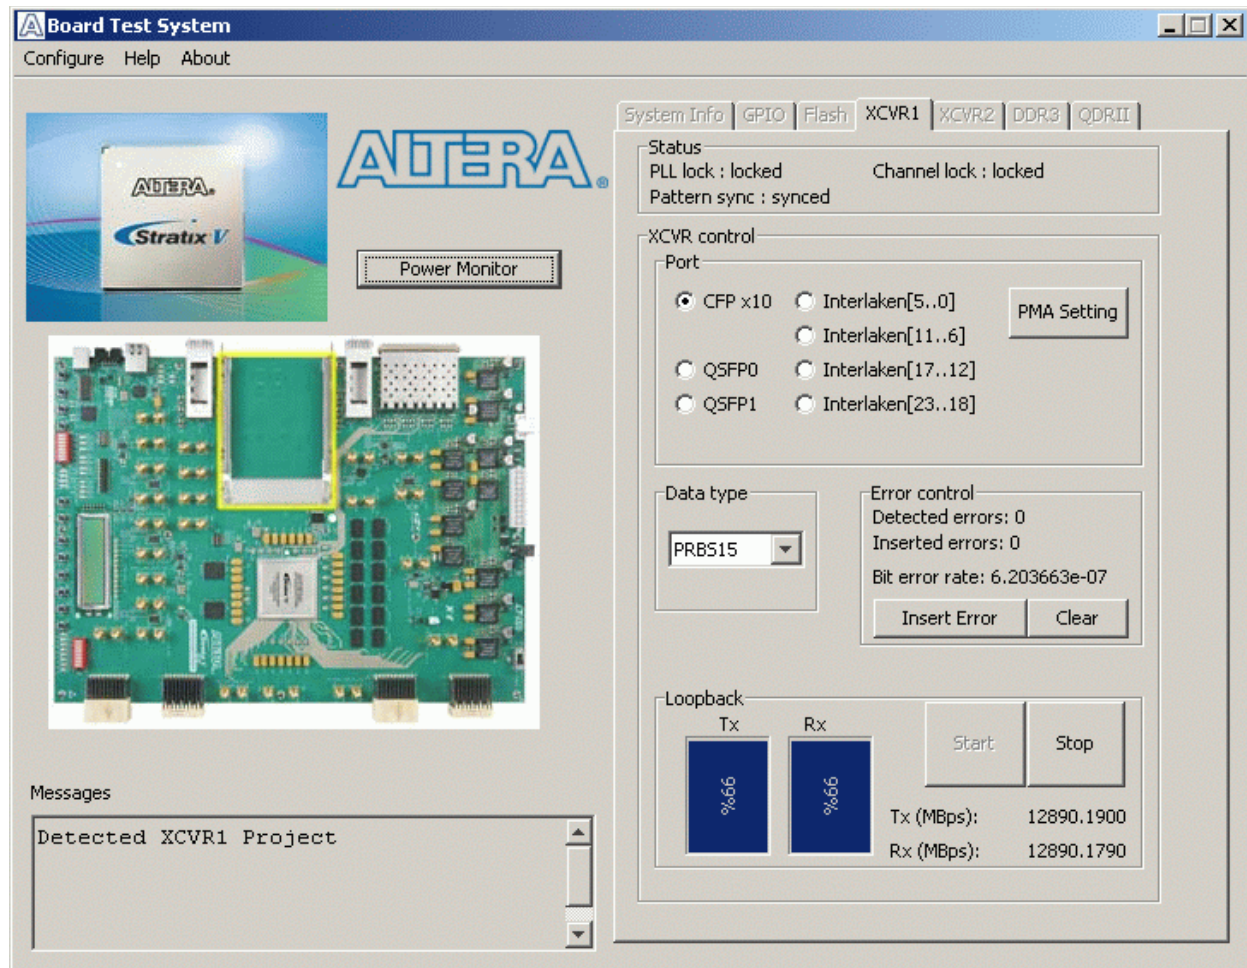 Board Test System
Configure Help About
ALTERA
ALTERA.
Stratix V
Power Monitor
System Info GPIO Flash XCVR1 XCVR2 DDR3 QDRII
Status
PLL lock : locked Channel lock : locked
Pattern sync : synced
XCVR control
Port
CFP x10 Interlaken[5..0]
PMA Setting
Interlaken[11..6]
QSFP0 Interlaken[17..12]
QSFP1 Interlaken[23..18]
Data type
PRBS15
Error control
Detected errors: 0
Inserted errors: 0
Bit error rate: 6.203663e-07
Insert Error Clear
Loopback
Tx Rx
99% 99%
Start Stop
Tx (MBps): 12890.1900
Rx (MBps): 12890.1790
Messages
Detected XCVR1 Project